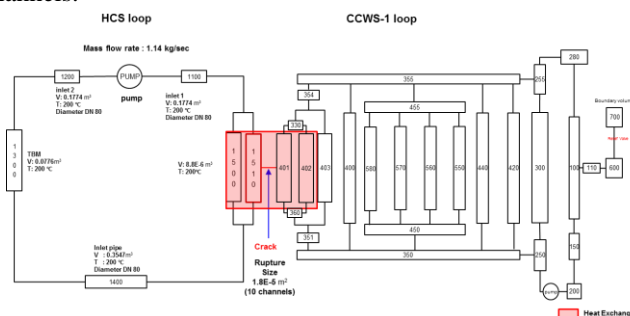 hannels.
HCS loop
CCWS-1 loop
Mass flow rate : 1.14 kg/sec
1200
PUMP
1100
pump
inlet 2
V: 0.1774 m³
T: 200 ℃
Diameter DN 80
inlet 1
V: 0.1774 m³
T: 200 ℃
Diameter DN 80
1300
TBM
V: 0.0776m³
T: 200 ℃
V: 8.8E-6 m³
T: 200℃
1500
1510
Crack
Rupture
Size
1.8E-5 m²
(10 channels)
Inlet pipe
V : 0.3547m³
T : 200 ℃
Diameter DN 80
1400
354
330
401
402
403
360
351
355
455
400
580
570
560
550
440
420
450
350
255
300
250
280
100
110
150
200
Boundary volum
700
600
Heat Exchang